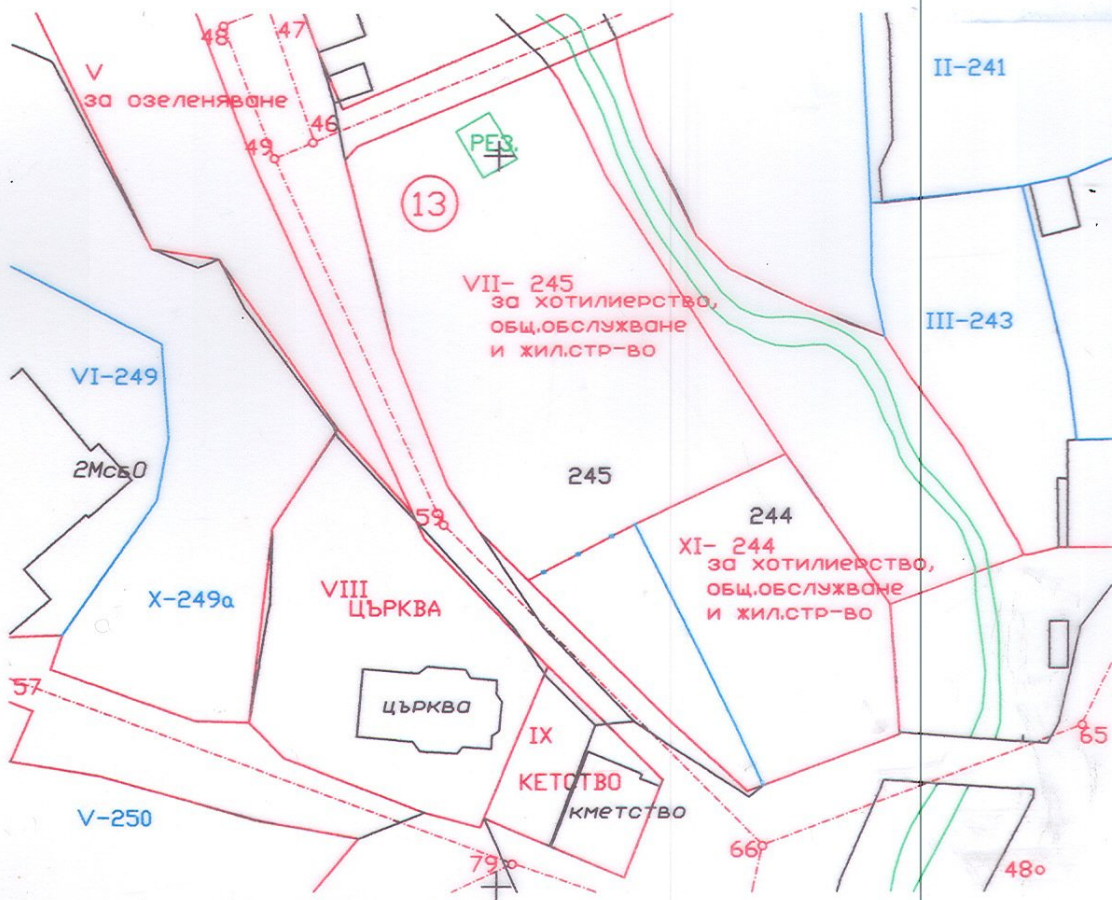 48
47
V
за озеленяване
46
49
РЕЗ.
13
II-241
VII- 245
за хотилиерство,
общ.обслужване
и жил.стр-во
III-243
VI-249
2МсбО
245
244
59
XI- 244
за хотилиерство,
общ.обслужване
и жил.стр-во
X-249а
VIII
ЦЪРКВА
57
църква
IX
КЕТСТВО
кметство
65
V-250
66
79
48